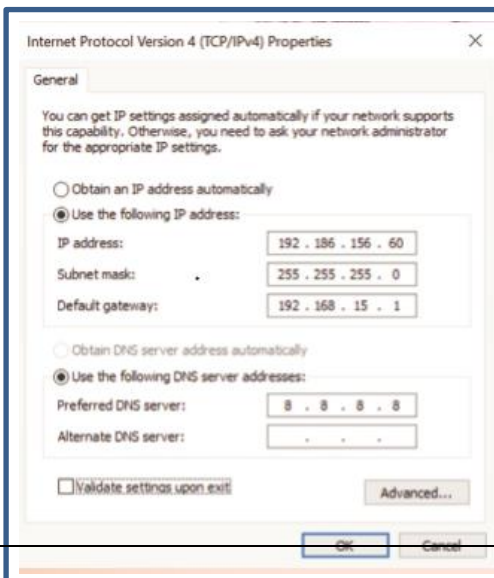 Internet Protocol Version 4 (TCP/IPv4) Properties
General
You can get IP settings assigned automatically if your network supports
this capability. Otherwise, you need to ask your network administrator
for the appropriate IP settings.
Obtain an IP address automatically
Use the following IP address:
IP address: 192 . 186 . 156 . 60
Subnet mask: 255 . 255 . 255 . 0
Default gateway: 192 . 168 . 15 . 1
Obtain DNS server address automatically
Use the following DNS server addresses:
Preferred DNS server: 8 . 8 . 8 . 8
Alternate DNS server: . . .
Validate settings upon exit
Advanced...
OK Cancel